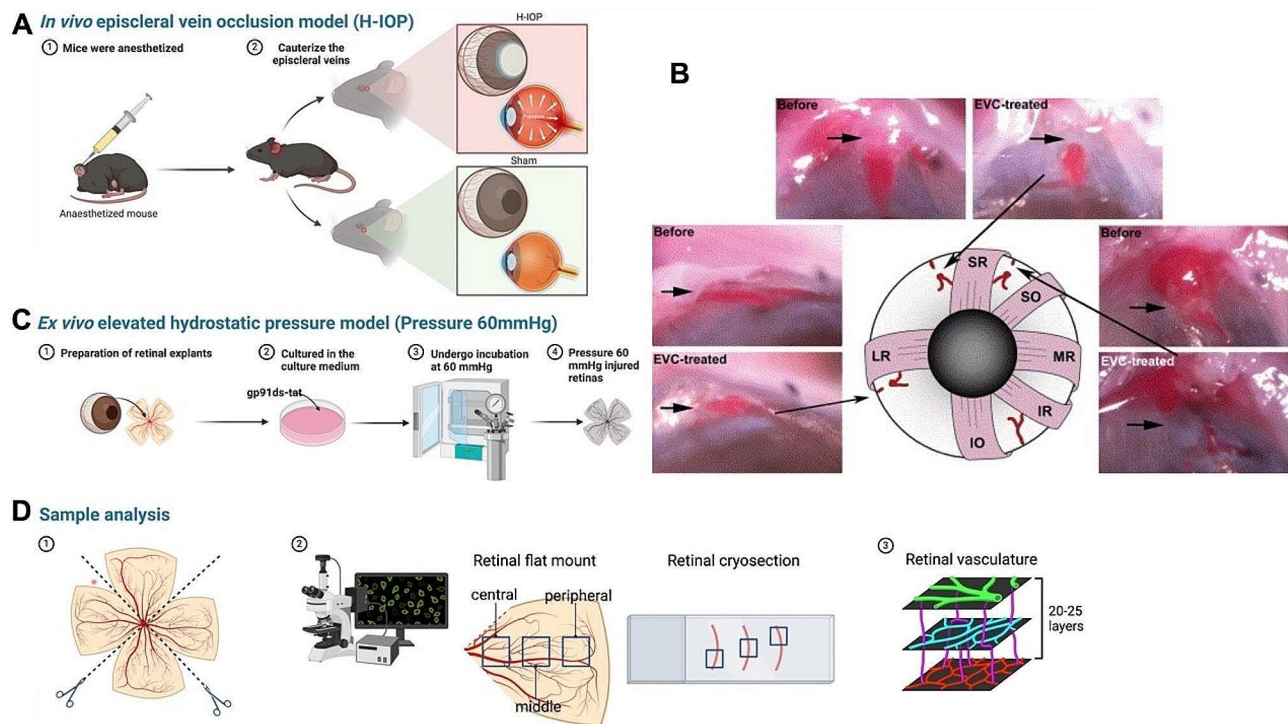 A In vivo episcleral vein occlusion model (H-IOP)
1 Mice were anesthetized
2 Cauterize the
episcleral veins
H-IOP
Pressure
Sham
Anaesthetized mouse
B
Before
EVC-treated
Before
EVC-treated
Before
EVC-treated
SR
SO
MR
IR
IO
LR
C Ex vivo elevated hydrostatic pressure model (Pressure 60mmHg)
1 Preparation of retinal explants
2 Cultured in the
culture medium
3 Undergo incubation
at 60 mmHg
4 Pressure 60
mmHg injured
retinas
gp91ds-tat
D Sample analysis
1
2
Retinal flat mount
central
peripheral
middle
Retinal cryosection
3
Retinal vasculature
20-25
layers